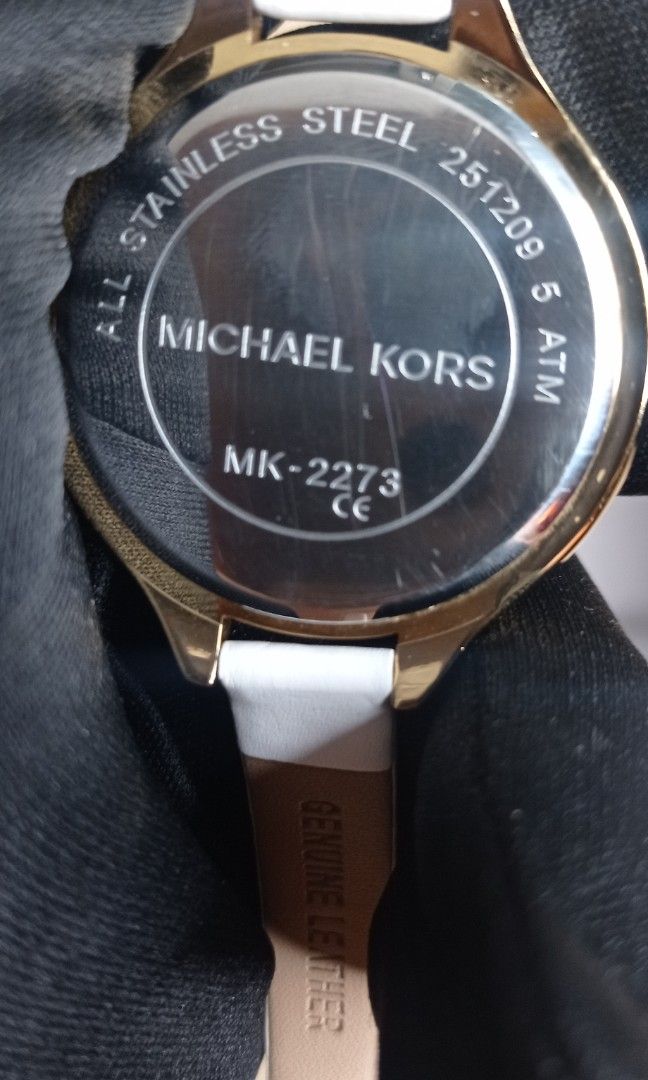 ALL STAINLESS STEEL 251209 5 ATM
MICHAEL KORS
MK-2273
CE
GENUINE LEATHER